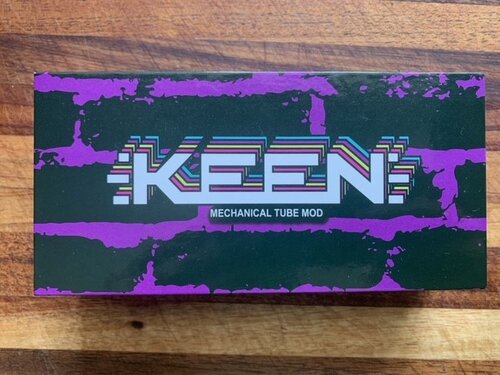 KEEN
MECHANICAL TUBE MOD